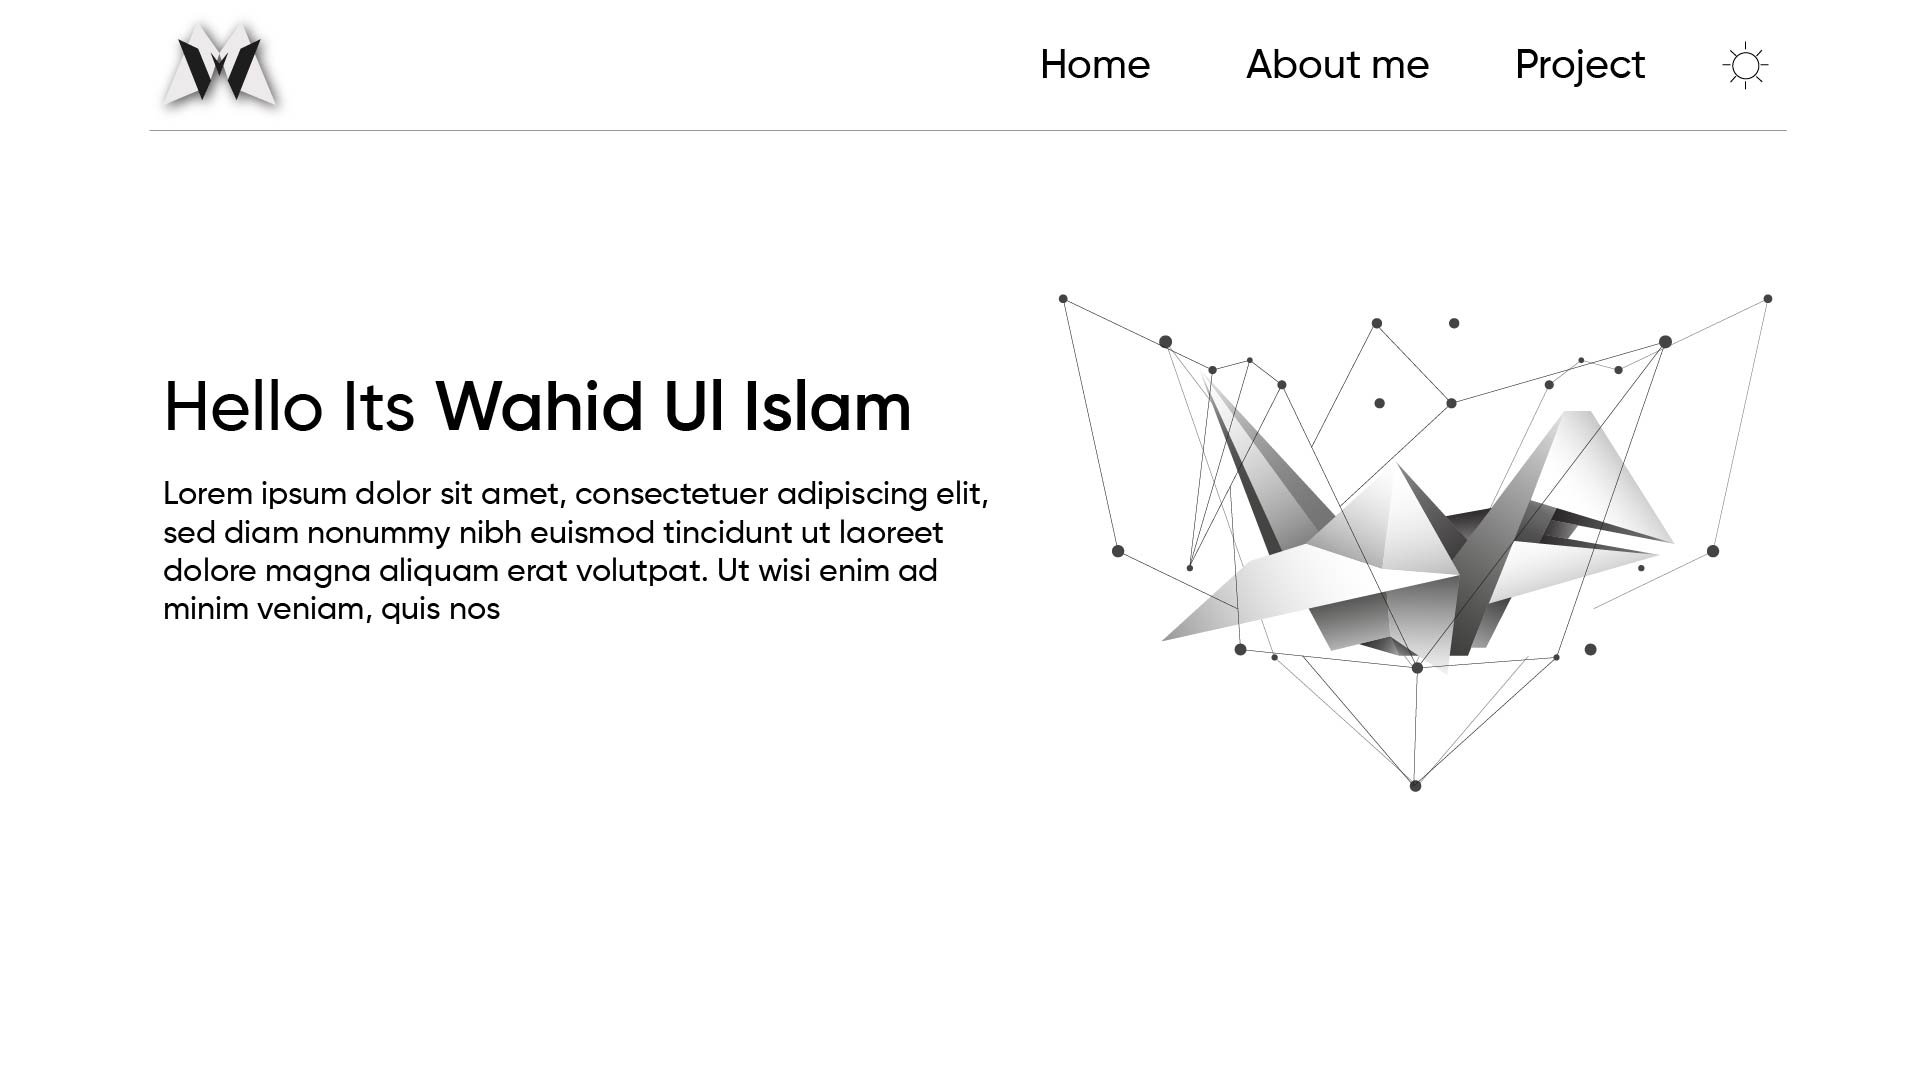 Home About me Project
Hello Its Wahid Ul Islam
Lorem ipsum dolor sit amet, consectetuer adipiscing elit,
sed diam nonummy nibh euismod tincidunt ut laoreet
dolore magna aliquam erat volutpat. Ut wisi enim ad
minim veniam, quis nos